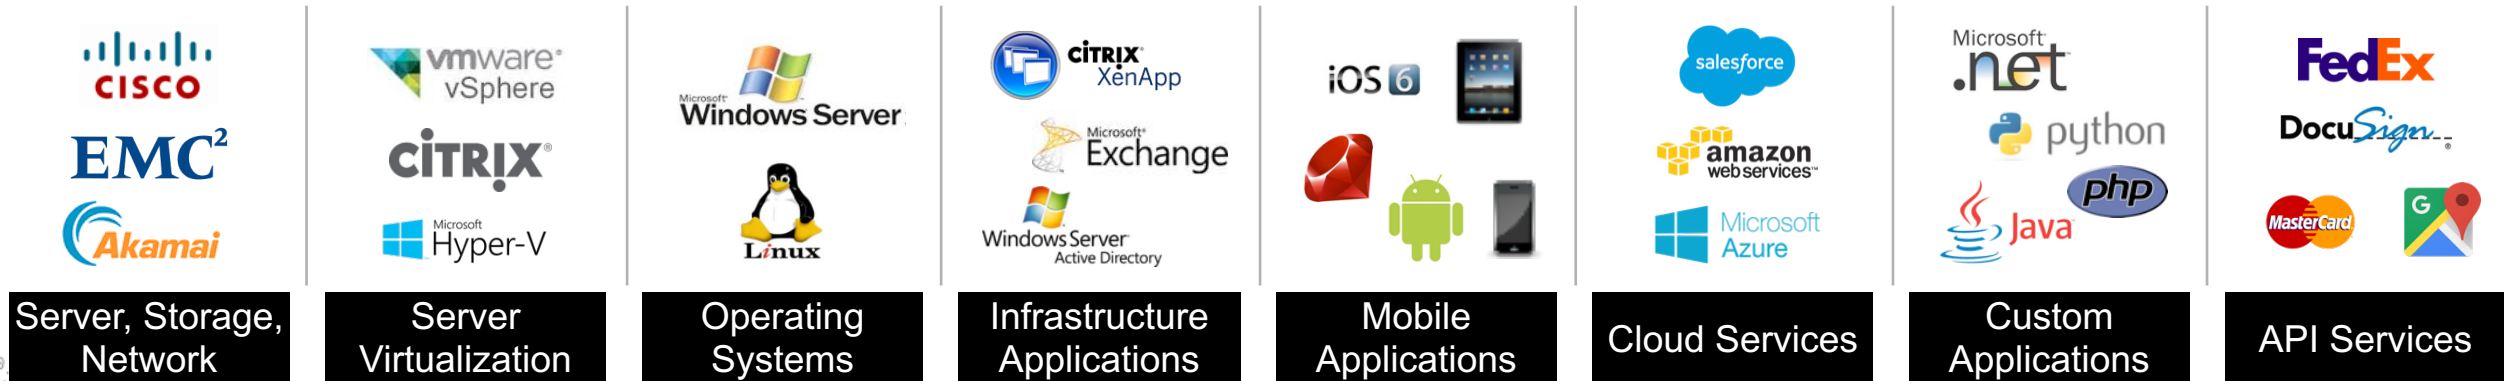 CISCO
EMC²
Akamai
Server, Storage,
Network
vmware®
vSphere
CiTRIX®
Microsoft
Hyper-V
Server
Virtualization
Microsoft®
Windows Server
Linux
Operating
Systems
CiTRIX®
XenApp
Microsoft®
Exchange
Windows Server
Active Directory
Infrastructure
Applications
iOS 6
Mobile
Applications
salesforce
amazon
web services™
Microsoft
Azure
Cloud Services
Microsoft®
.net
python
php
Java
Custom
Applications
FedEx
DocuSign®
MasterCard
G
API Services